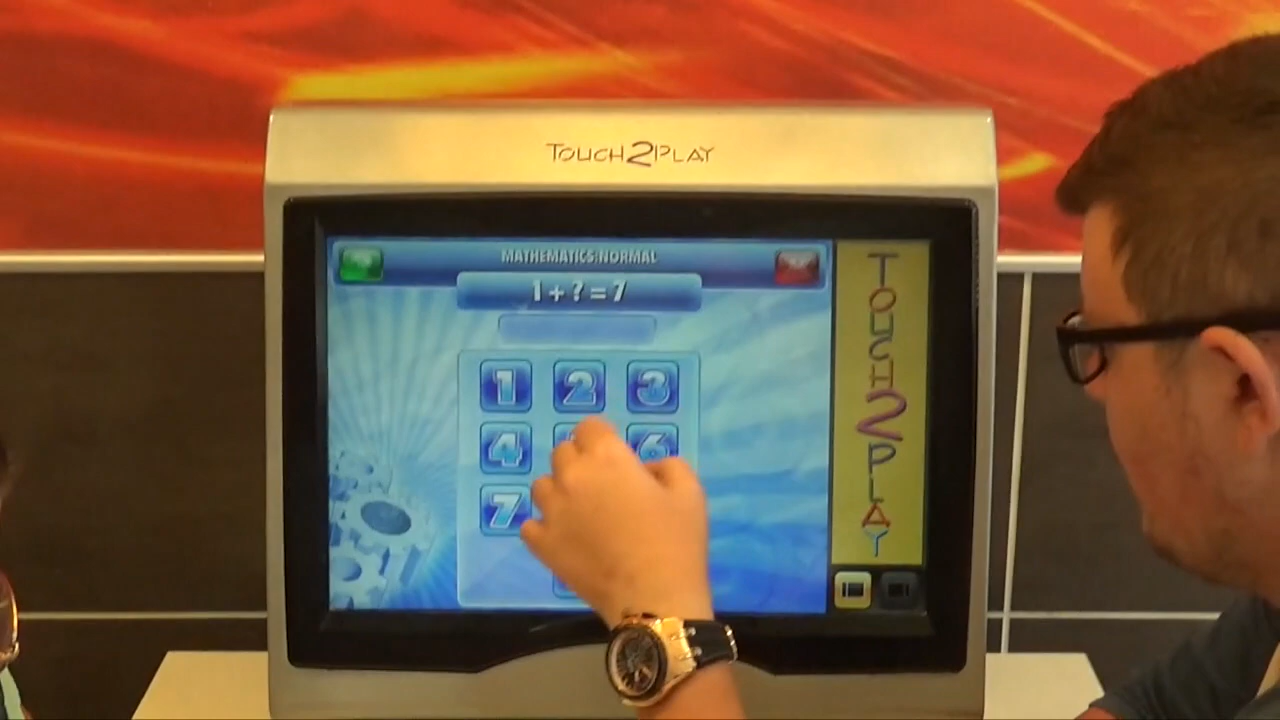 TOUCH2PLAY
MATHEMATICS:NORMAL
1 + ? = 7
1 2 3
4 6
7
TOUCH2PLAY